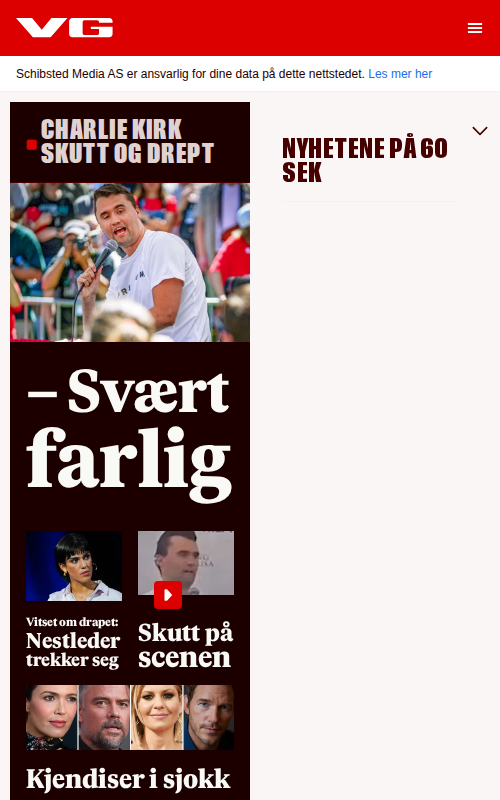 VG
Schibsted Media AS er ansvarlig for dine data på dette nettstedet. Les mer her
CHARLIE KIRK
SKUTT OG DREPT
– Svært
farlig
Vitset om drapet:
Nestleder
trekker seg
Skutt på
scenen
Kjendiser i sjokk
NYHETENE PÅ 60
SEK